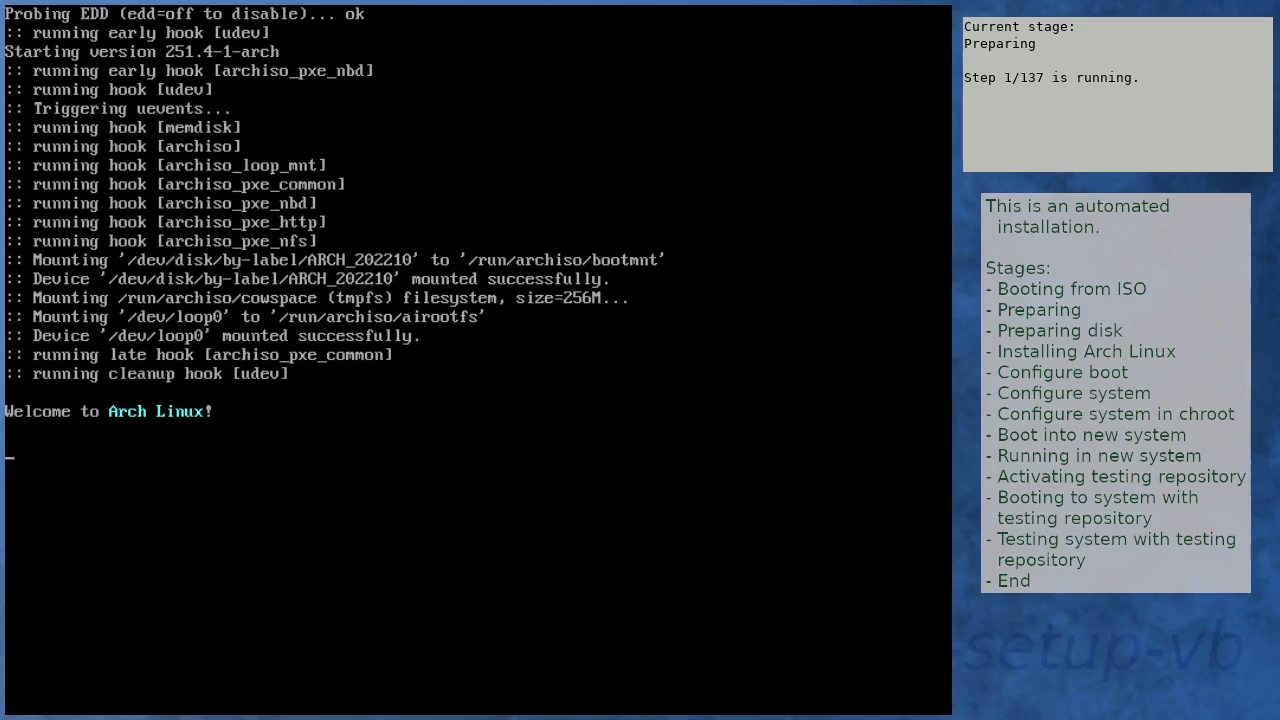 Probing EDD (edd=off to disable)... ok
:: running early hook [udev]
Starting version 251.4-1-arch
:: running early hook [archiso_pxe_nbd]
:: running hook [udev]
:: Triggering uevents...
:: running hook [memdisk]
:: running hook [archiso]
:: running hook [archiso_loop_mnt]
:: running hook [archiso_pxe_common]
:: running hook [archiso_pxe_nbd]
:: running hook [archiso_pxe_http]
:: running hook [archiso_pxe_nfs]
:: Mounting '/dev/disk/by-label/ARCH_202210' to '/run/archiso/bootmnt'
:: Device '/dev/disk/by-label/ARCH_202210' mounted successfully.
:: Mounting /run/archiso/cowspace (tmpfs) filesystem, size=256M...
:: Mounting '/dev/loop0' to '/run/archiso/airootfs'
:: Device '/dev/loop0' mounted successfully.
:: running late hook [archiso_pxe_common]
:: running cleanup hook [udev]
Welcome to Arch Linux!
_
Current stage:
Preparing
Step 1/137 is running.
This is an automated
installation.
Stages:
- Booting from ISO
- Preparing
- Preparing disk
- Installing Arch Linux
- Configure boot
- Configure system
- Configure system in chroot
- Boot into new system
- Running in new system
- Activating testing repository
- Booting to system with
testing repository
- Testing system with testing
repository
- End
setup-vb